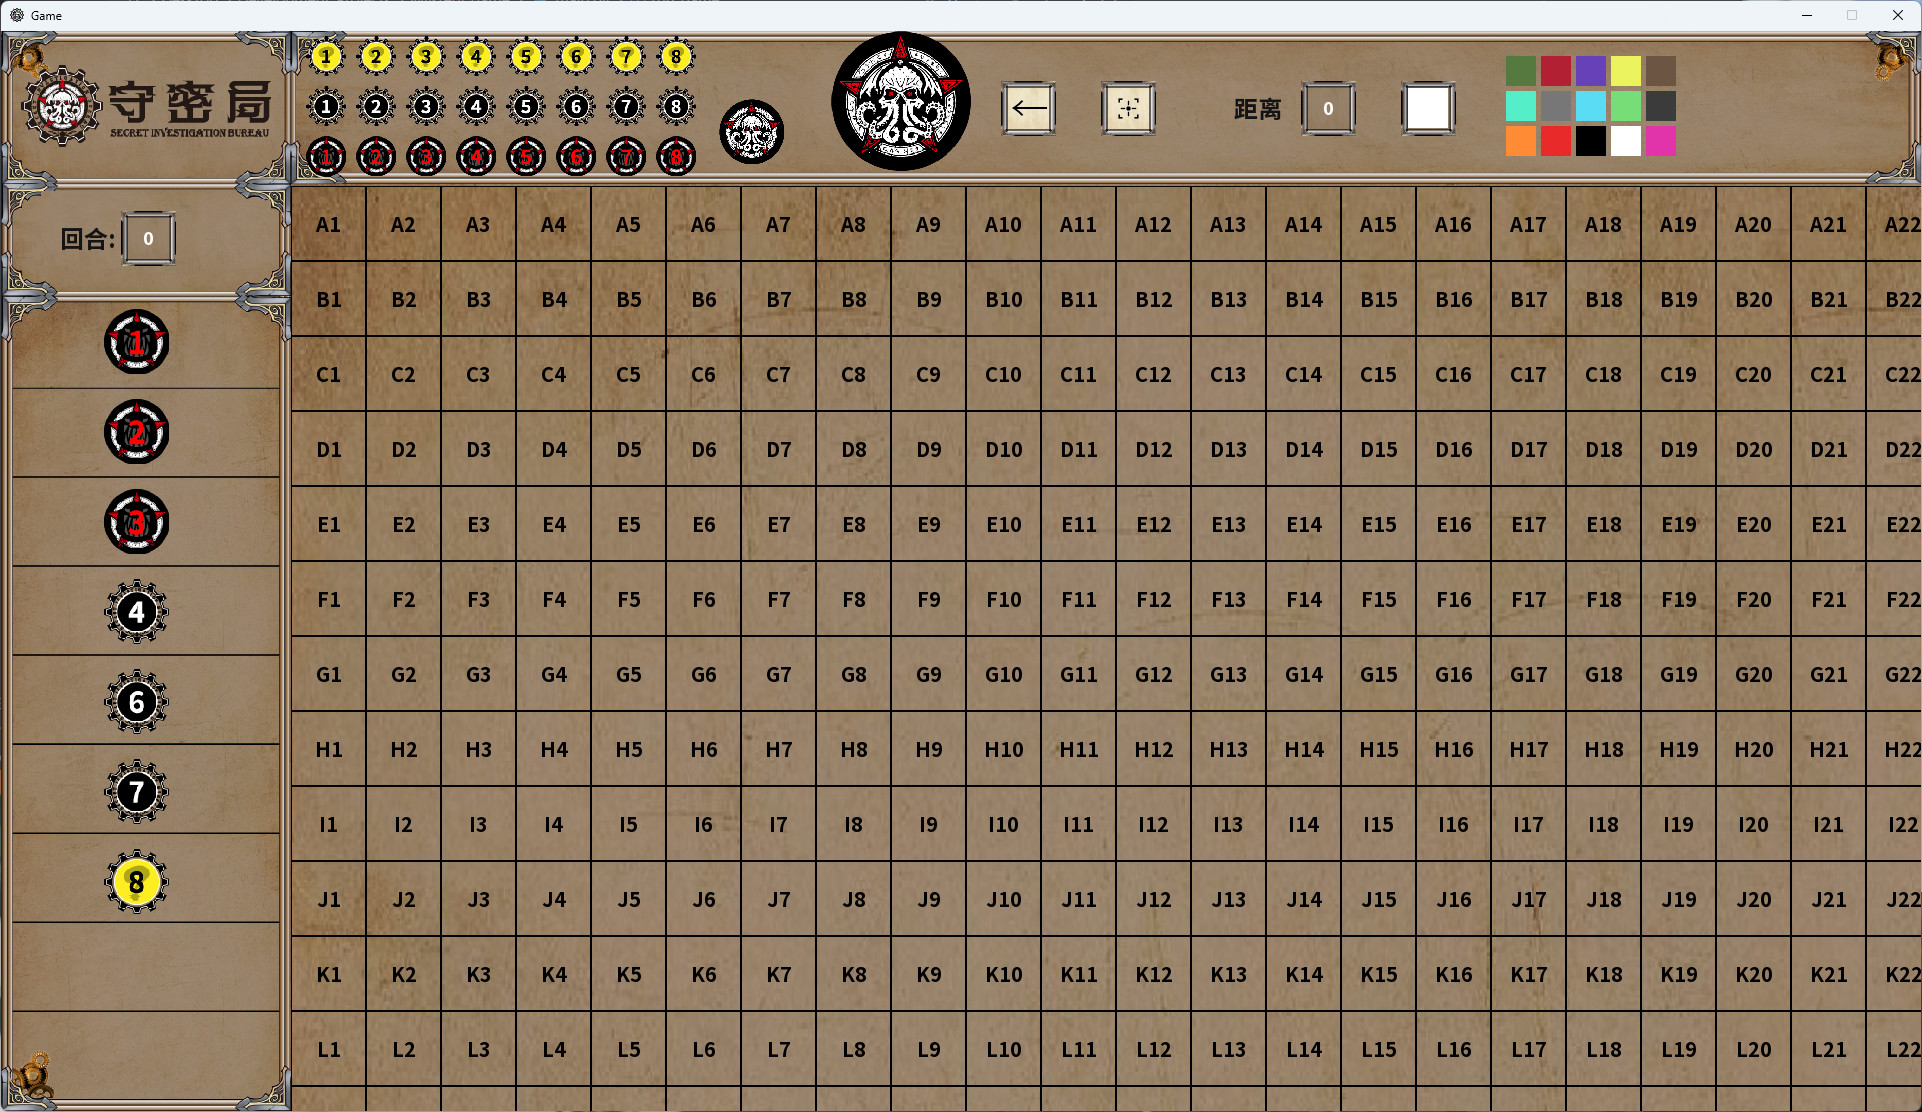 Game
守密局
SECRET INVESTIGATION BUREAU
1 2 3 4 5 6 7 8
1 2 3 4 5 6 7 8
1 2 3 4 5 6 7 8
距离 0
回合: 0
1
2
3
4
6
7
8
A1 A2 A3 A4 A5 A6 A7 A8 A9 A10 A11 A12 A13 A14 A15 A16 A17 A18 A19 A20 A21 A22
B1 B2 B3 B4 B5 B6 B7 B8 B9 B10 B11 B12 B13 B14 B15 B16 B17 B18 B19 B20 B21 B22
C1 C2 C3 C4 C5 C6 C7 C8 C9 C10 C11 C12 C13 C14 C15 C16 C17 C18 C19 C20 C21 C22
D1 D2 D3 D4 D5 D6 D7 D8 D9 D10 D11 D12 D13 D14 D15 D16 D17 D18 D19 D20 D21 D22
E1 E2 E3 E4 E5 E6 E7 E8 E9 E10 E11 E12 E13 E14 E15 E16 E17 E18 E19 E20 E21 E22
F1 F2 F3 F4 F5 F6 F7 F8 F9 F10 F11 F12 F13 F14 F15 F16 F17 F18 F19 F20 F21 F22
G1 G2 G3 G4 G5 G6 G7 G8 G9 G10 G11 G12 G13 G14 G15 G16 G17 G18 G19 G20 G21 G22
H1 H2 H3 H4 H5 H6 H7 H8 H9 H10 H11 H12 H13 H14 H15 H16 H17 H18 H19 H20 H21 H22
I1 I2 I3 I4 I5 I6 I7 I8 I9 I10 I11 I12 I13 I14 I15 I16 I17 I18 I19 I20 I21 I22
J1 J2 J3 J4 J5 J6 J7 J8 J9 J10 J11 J12 J13 J14 J15 J16 J17 J18 J19 J20 J21 J22
K1 K2 K3 K4 K5 K6 K7 K8 K9 K10 K11 K12 K13 K14 K15 K16 K17 K18 K19 K20 K21 K22
L1 L2 L3 L4 L5 L6 L7 L8 L9 L10 L11 L12 L13 L14 L15 L16 L17 L18 L19 L20 L21 L22